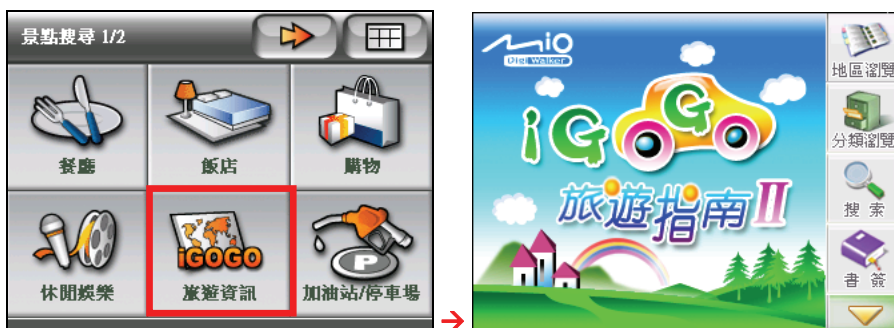 景點搜尋 1/2
餐廳
飯店
購物
休閒娛樂
iGOGO
旅遊資訊
P
加油站/停車場
→
Mio
Digi Walker
iGoGo
旅遊指南II
地區瀏覽
分類瀏覽
搜索
書籤